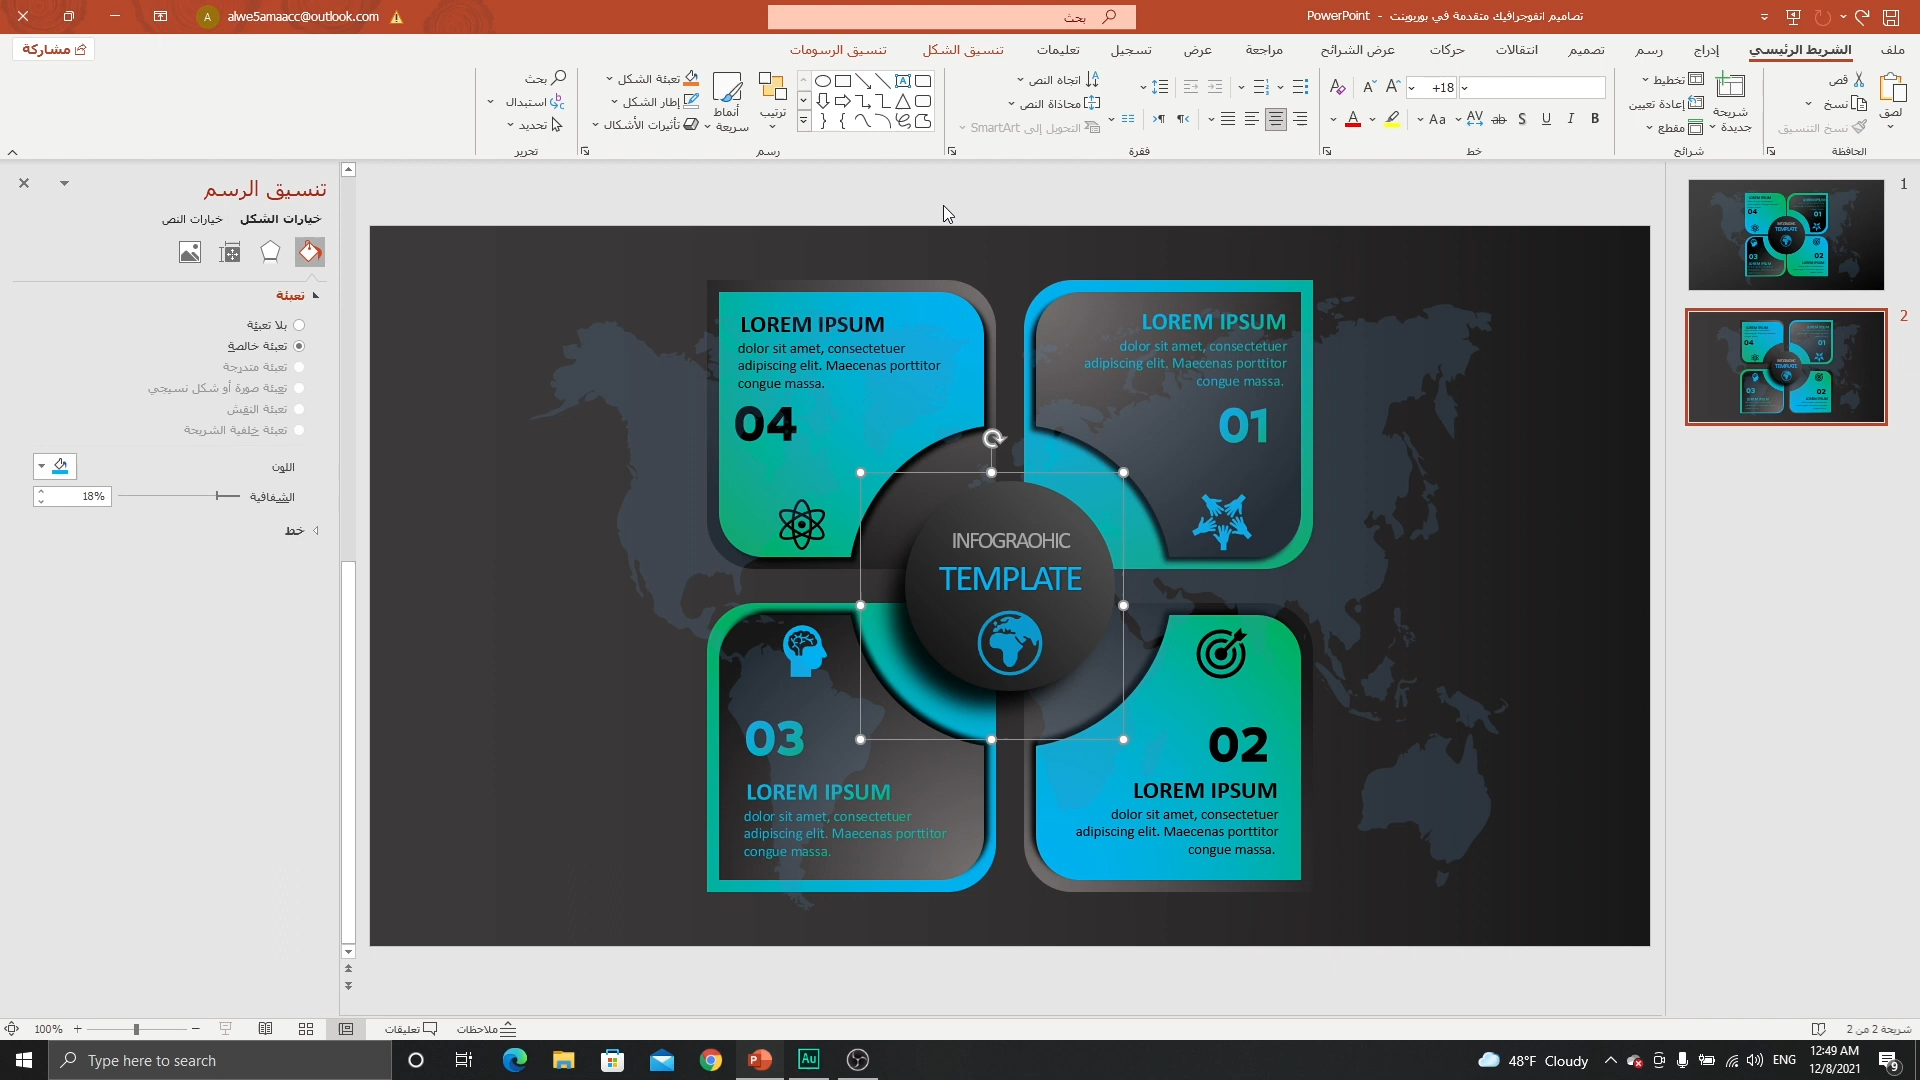 تصاميم انفوجرافيك متقدمة في بوربوينت - PowerPoint
بحث
alwe5amaacc@outlook.com
A
ملف
الشريط الرئيسي
إدراج
رسم
تصميم
انتقالات
حركات
عرض الشرائح
مراجعة
عرض
تسجيل
تعليمات
تنسيق الشكل
تنسيق الرسومات
مشاركة
لصق
قص
نسخ
نسخ التنسيق
الحافظة
شريحة جديدة
تخطيط
إعادة تعيين
مقطع
شرائح
18+
B I U S ab AV Aa
خط
اتجاه النص
محاذاة النص
التحويل إلى SmartArt
فقرة
ترتيب
أنماط سريعة
تعبئة الشكل
إطار الشكل
تأثيرات الأشكال
رسم
بحث
استبدال
تحديد
تحرير
تنسيق الرسم
خيارات الشكل
خيارات النص
تعبئة
بلا تعبئة
تعبئة خالصة
تعبئة متدرجة
تعبئة صورة أو شكل نسيجي
تعبئة النقش
تعبئة خلفية الشريحة
اللون
الشفافية
18%
خط
1
2
LOREM IPSUM
dolor sit amet, consectetuer
adipiscing elit. Maecenas porttitor
congue massa.
04
LOREM IPSUM
dolor sit amet, consectetuer
adipiscing elit. Maecenas porttitor
congue massa.
01
INFOGRAOHIC
TEMPLATE
03
LOREM IPSUM
dolor sit amet, consectetuer
adipiscing elit. Maecenas porttitor
congue massa.
02
LOREM IPSUM
dolor sit amet, consectetuer
adipiscing elit. Maecenas porttitor
congue massa.
شريحة 2 من 2
ملاحظات
تعليقات
100%
Type here to search
Au
48°F Cloudy
ENG
12:49 AM
12/8/2021
9